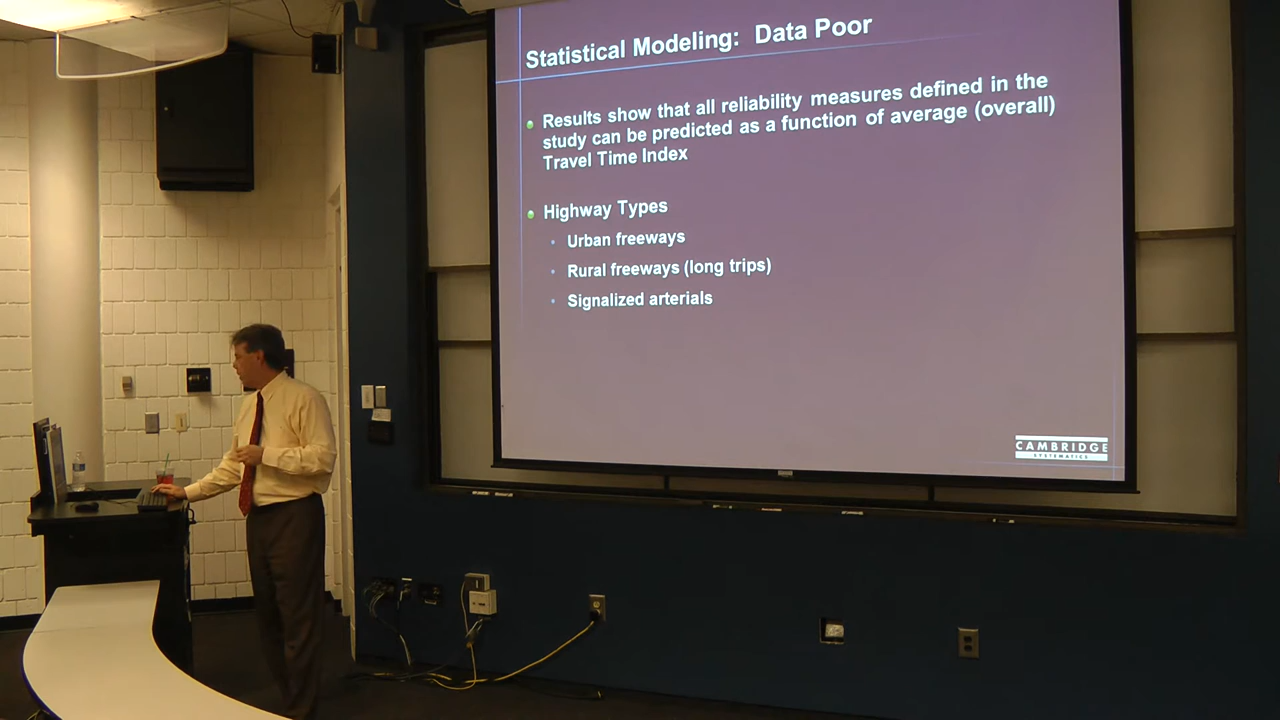 Statistical Modeling: Data Poor
Results show that all reliability measures defined in the
study can be predicted as a function of average (overall)
Travel Time Index
Highway Types
Urban freeways
Rural freeways (long trips)
Signalized arterials
CAMBRIDGE
SYSTEMATICS